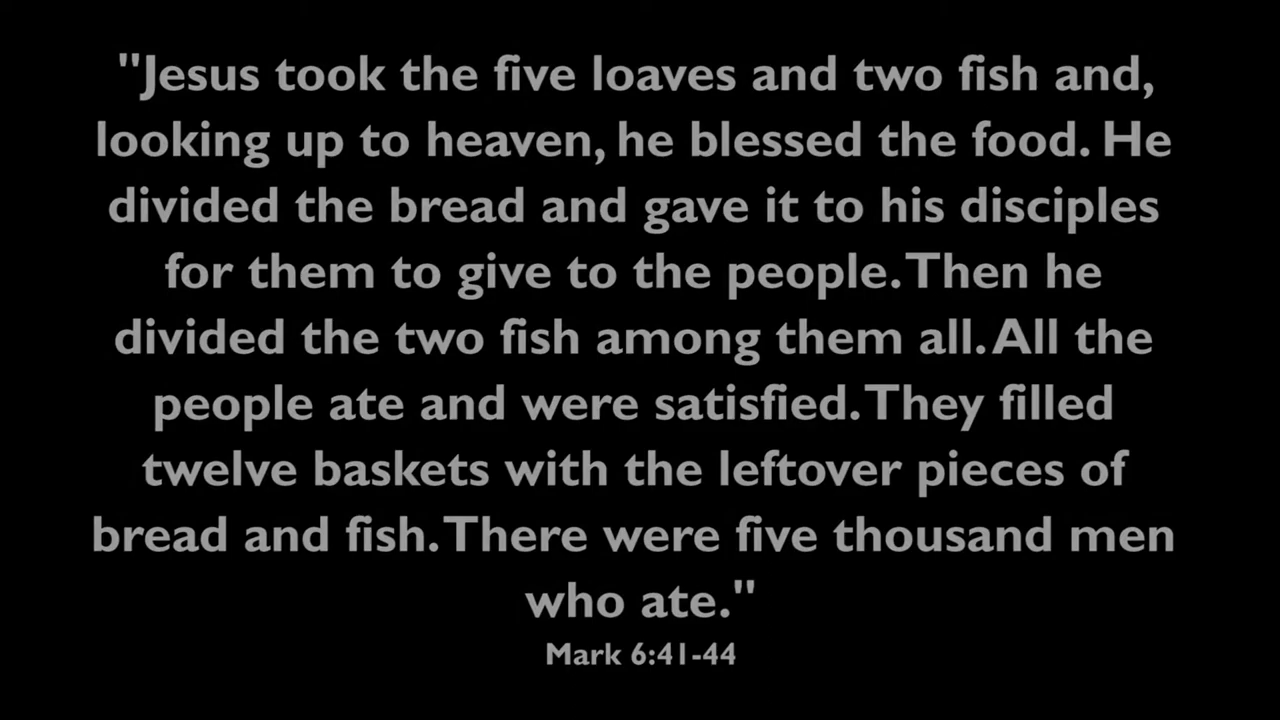 "Jesus took the five loaves and two fish and,
looking up to heaven, he blessed the food. He
divided the bread and gave it to his disciples
for them to give to the people. Then he
divided the two fish among them all. All the
people ate and were satisfied. They filled
twelve baskets with the leftover pieces of
bread and fish. There were five thousand men
who ate."
Mark 6:41-44